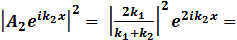 |A₂e^{ik₂x}|² = |2k₁/(k₁+k₂)|² e^{2ik₂x} =